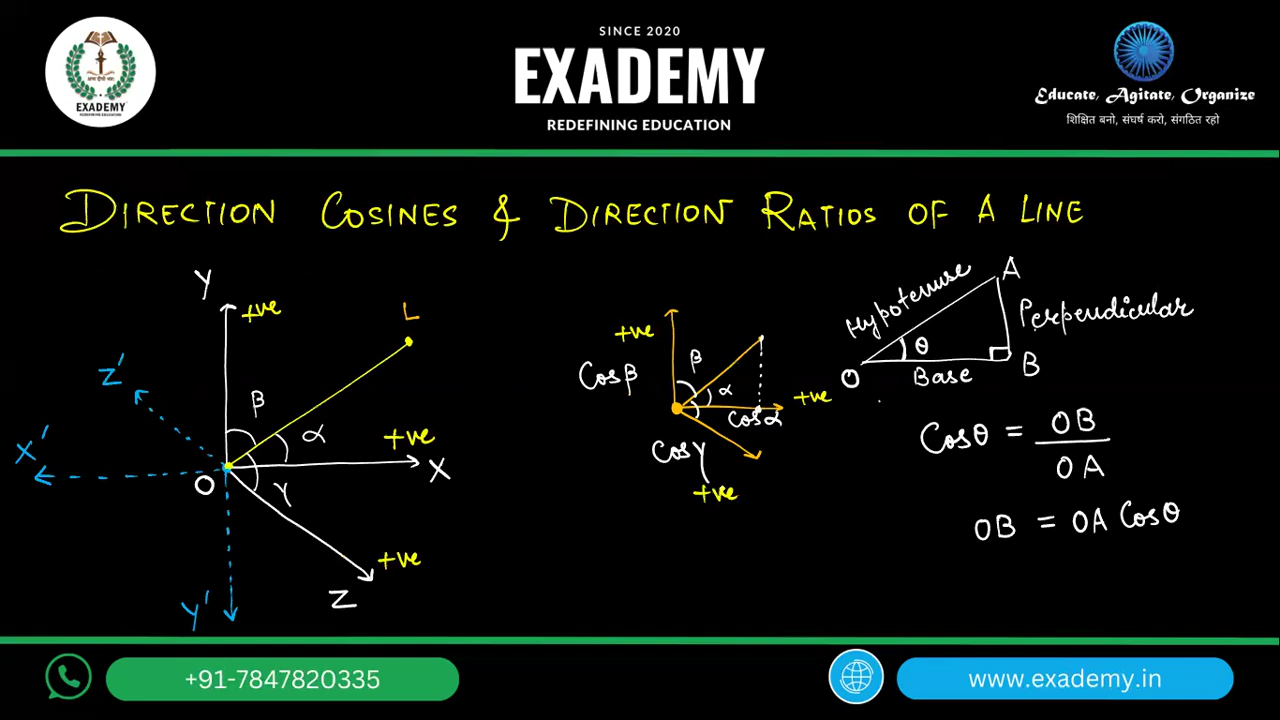 EXADEMY
REDEFINING EDUCATION
SINCE 2020
EXADEMY
REDEFINING EDUCATION
Educate, Agitate, Organize
शिक्षित बनो, संघर्ष करो, संगठित रहो
DIRECTION COSINES & DIRECTION RATIOS OF A LINE
Y
+ve
L
Z'
β
α
+ve
X'
X
O
γ
+ve
Y'
Z
+ve
Cosβ
β
α
+ve
Cosα
Cosγ
+ve
Hypotenuse
A
Perpendicular
θ
O
Base
B
Cosθ = OB
OA
OB = OA Cosθ
+91-7847820335
www.exademy.in